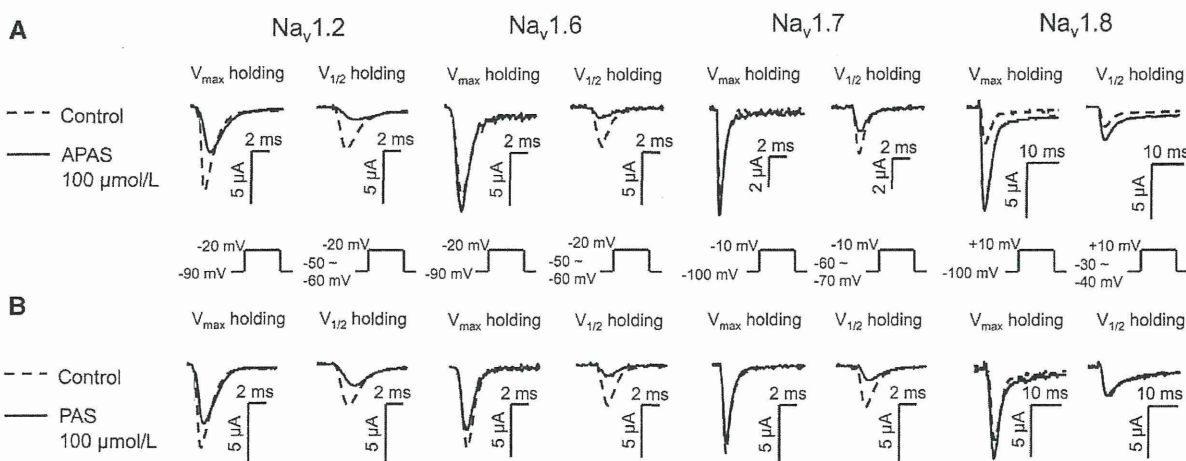 A
Nav1.2 Nav1.6 Nav1.7 Nav1.8
Vmax holding V1/2 holding Vmax holding V1/2 holding Vmax holding V1/2 holding Vmax holding V1/2 holding
Control
APAS
100 µmol/L
2 ms 2 ms 2 ms 2 ms 2 ms 2 ms 10 ms 10 ms
5 µA 5 µA 5 µA 5 µA 2 µA 2 µA 5 µA 5 µA
-20 mV -20 mV -20 mV -20 mV -10 mV -10 mV +10 mV +10 mV
-90 mV -50 ~ -60 mV -90 mV -50 ~ -60 mV -100 mV -60 ~ -70 mV -100 mV -30 ~ -40 mV
B
Vmax holding V1/2 holding Vmax holding V1/2 holding Vmax holding V1/2 holding Vmax holding V1/2 holding
Control
PAS
100 µmol/L
2 ms 2 ms 2 ms 2 ms 2 ms 2 ms 10 ms 10 ms
5 µA 5 µA 5 µA 5 µA 5 µA 5 µA 5 µA 5 µA